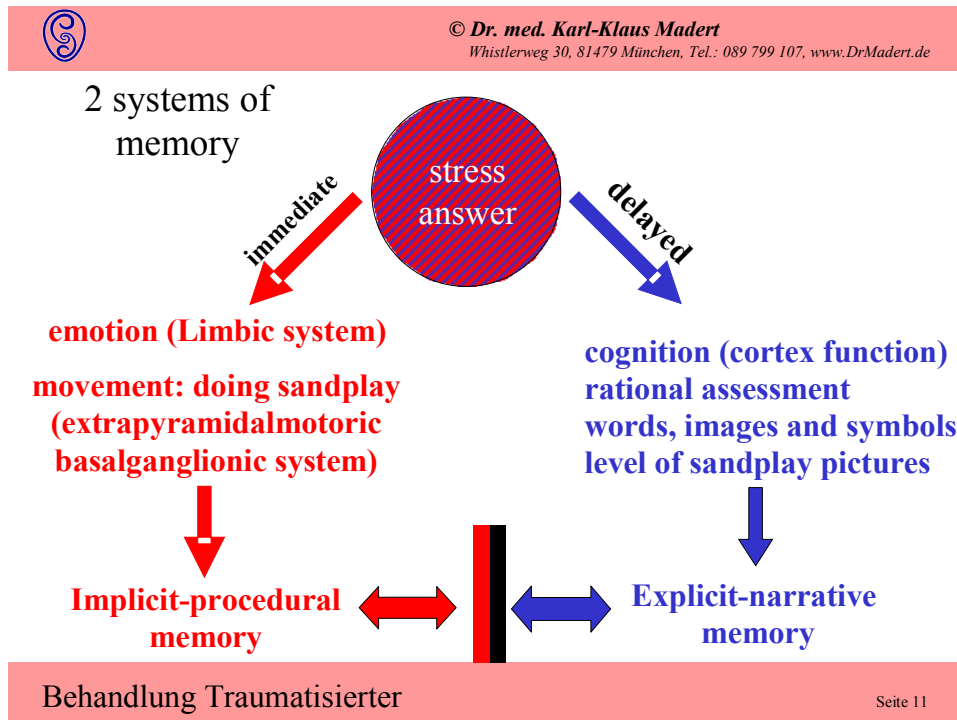 © Dr. med. Karl-Klaus Madert
Whistlerweg 30, 81479 München, Tel.: 089 799 107, www.DrMadert.de
2 systems of
memory
stress
answer
immediate
delayed
emotion (Limbic system)
movement: doing sandplay
(extrapyramidalmotoric
basalganglionic system)
cognition (cortex function)
rational assessment
words, images and symbols
level of sandplay pictures
Implicit-procedural
memory
Explicit-narrative
memory
Behandlung Traumatisierter
Seite 11